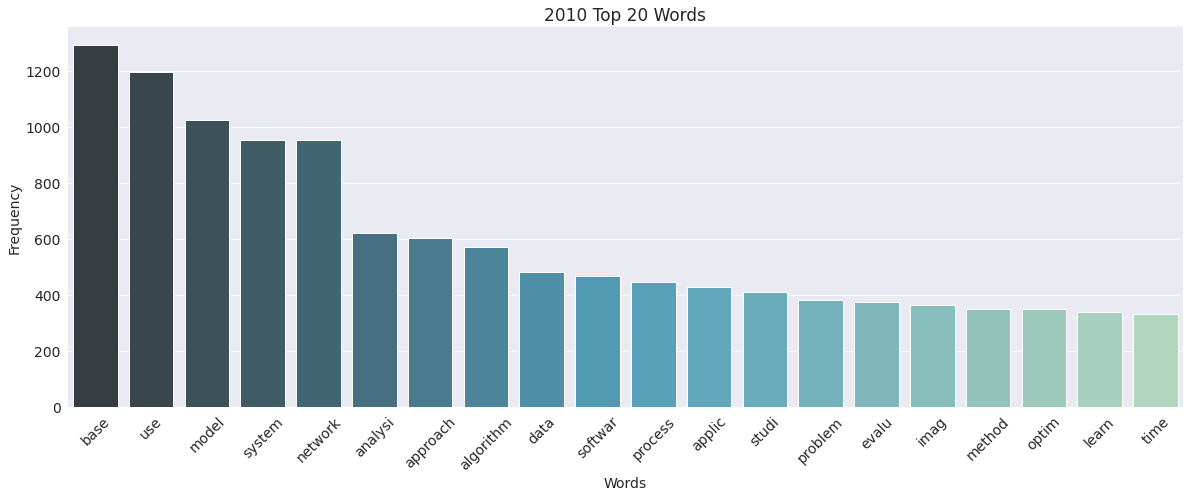 2010 Top 20 Words
1200
1000
800
600
400
200
0
Frequency
base
use
model
system
network
analysi
approach
algorithm
data
softwar
process
applic
studi
problem
evalu
imag
method
optim
learn
time
Words